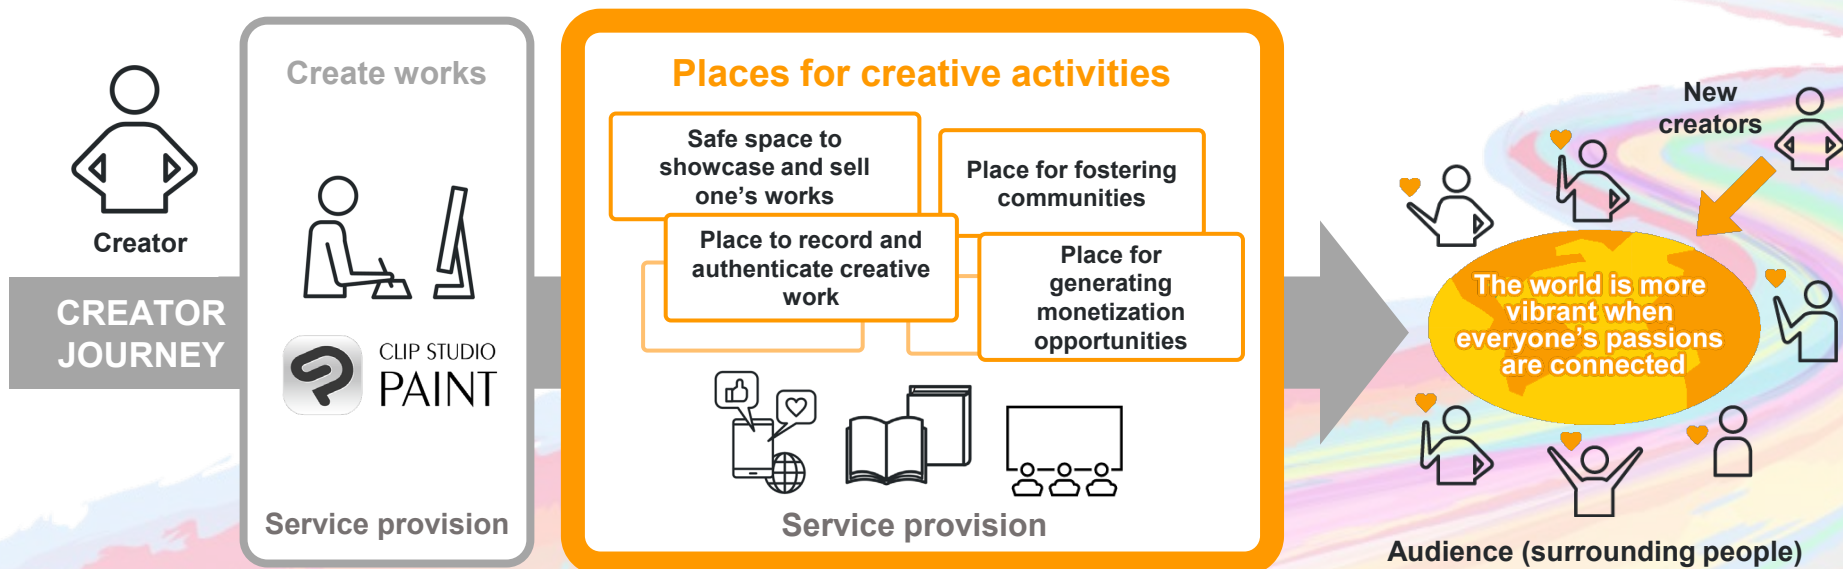 Creator
CREATOR
JOURNEY
Create works
CLIP STUDIO
PAINT
Service provision
Places for creative activities
Safe space to
showcase and sell
one's works
Place for fostering
communities
Place to record and
authenticate creative
work
Place for
generating
monetization
opportunities
Service provision
New
creators
The world is more
vibrant when
everyone's passions
are connected
Audience (surrounding people)